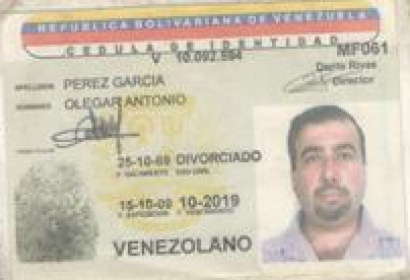 REPUBLICA BOLIVARIANA DE VENEZUELA
CEDULA DE IDENTIDAD
V 10.092.564 MF061
Dante Rivas
Director
APELLIDOS PEREZ GARCIA
NOMBRES OLEGAR ANTONIO
25-10-69 DIVORCIADO
F NACIMIENTO EDO CIVIL
15-10-09 10-2019
F EXPEDICION F VENCIMIENTO
VENEZOLANO